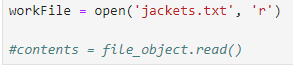 workFile = open('jackets.txt', 'r')
#contents = file_object.read()